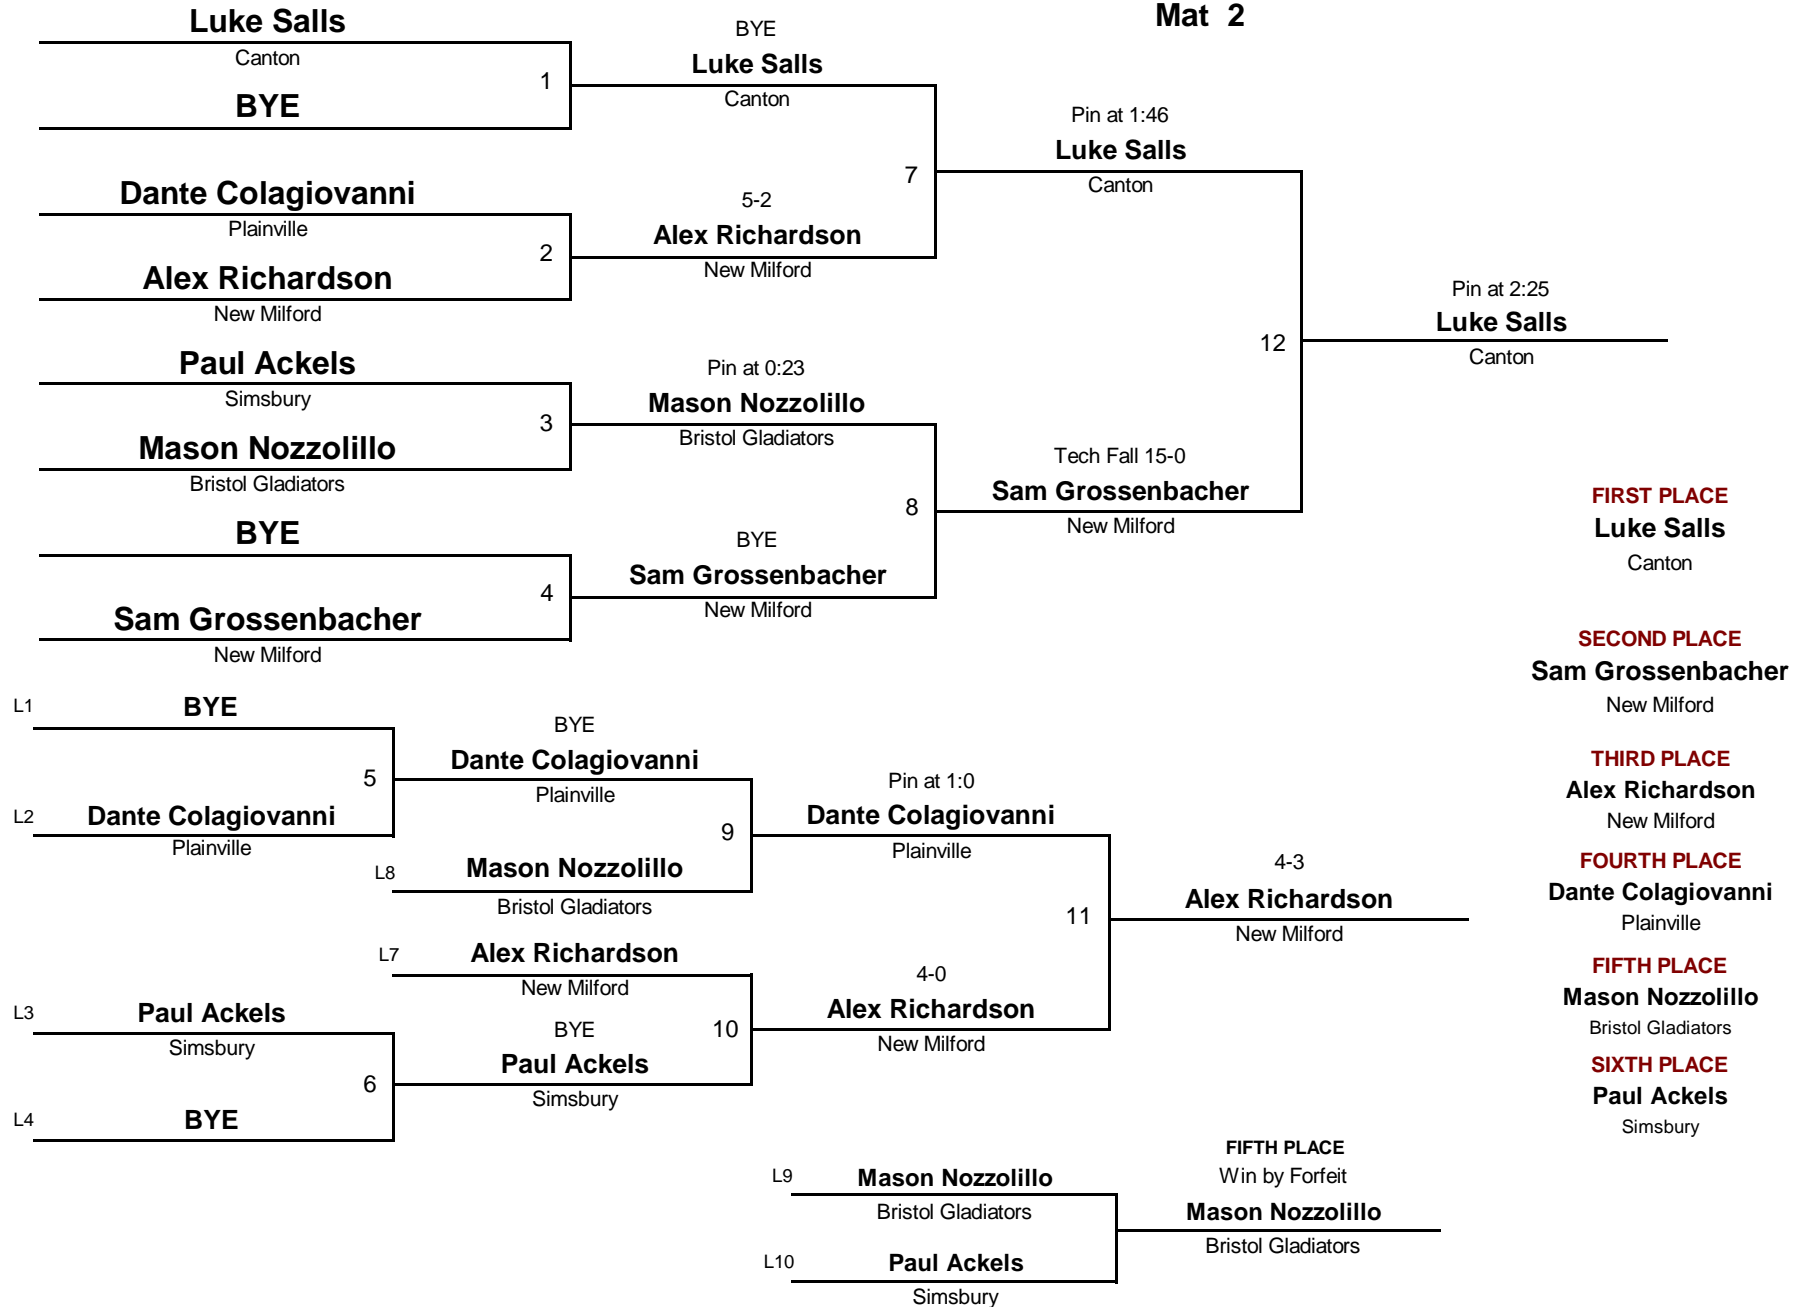 Mat 2
Luke Salls
Canton
1
BYE
BYE
Luke Salls
Canton
Dante Colagiovanni
Plainville
2
Alex Richardson
New Milford
5-2
Alex Richardson
New Milford
7
Pin at 1:46
Luke Salls
Canton
Paul Ackels
Simsbury
3
Mason Nozzolillo
Bristol Gladiators
Pin at 0:23
Mason Nozzolillo
Bristol Gladiators
BYE
4
Sam Grossenbacher
New Milford
BYE
Sam Grossenbacher
New Milford
8
Tech Fall 15-0
Sam Grossenbacher
New Milford
12
Pin at 2:25
Luke Salls
Canton
L1
BYE
5
L2
Dante Colagiovanni
Plainville
BYE
Dante Colagiovanni
Plainville
9
L8
Mason Nozzolillo
Bristol Gladiators
Pin at 1:0
Dante Colagiovanni
Plainville
L7
Alex Richardson
New Milford
L3
Paul Ackels
Simsbury
6
L4
BYE
BYE
Paul Ackels
Simsbury
10
4-0
Alex Richardson
New Milford
11
4-3
Alex Richardson
New Milford
L9
Mason Nozzolillo
Bristol Gladiators
L10
Paul Ackels
Simsbury
FIFTH PLACE
Win by Forfeit
Mason Nozzolillo
Bristol Gladiators
FIRST PLACE
Luke Salls
Canton
SECOND PLACE
Sam Grossenbacher
New Milford
THIRD PLACE
Alex Richardson
New Milford
FOURTH PLACE
Dante Colagiovanni
Plainville
FIFTH PLACE
Mason Nozzolillo
Bristol Gladiators
SIXTH PLACE
Paul Ackels
Simsbury